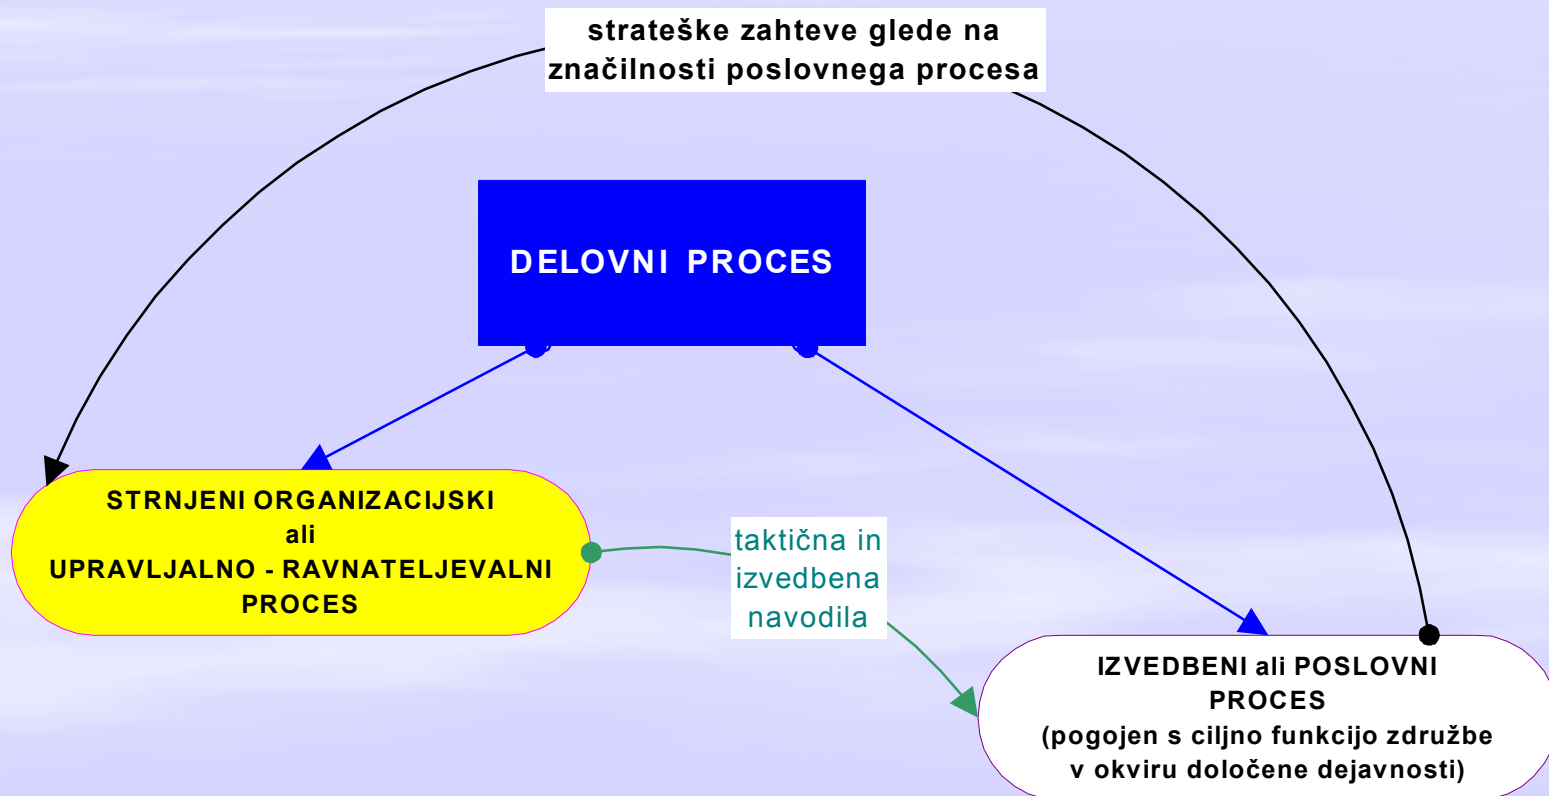 strateške zahteve glede na
značilnosti poslovnega procesa
DELOVNI PROCES
STRNJENI ORGANIZACIJSKI
ali
UPRAVLJALNO - RAVNATELJEVALNI
PROCES
taktična in
izvedbena
navodila
IZVEDBENI ali POSLOVNI
PROCES
(pogojen s ciljno funkcijo združbe
v okviru določene dejavnosti)